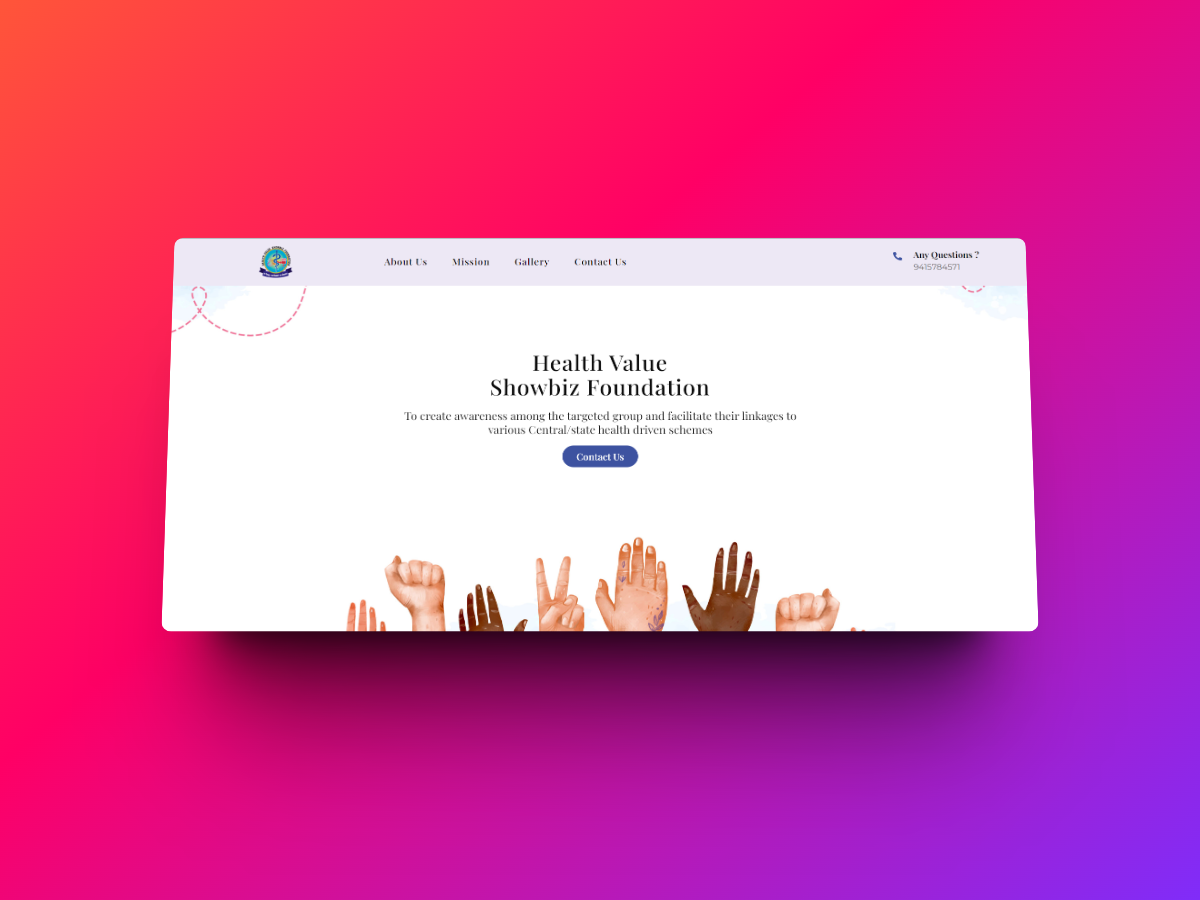 About Us
Mission
Gallery
Contact Us
Any Questions ?
9415784571
Health Value
Showbiz Foundation
To create awareness among the targeted group and facilitate their linkages to
various Central/state health driven schemes
Contact Us